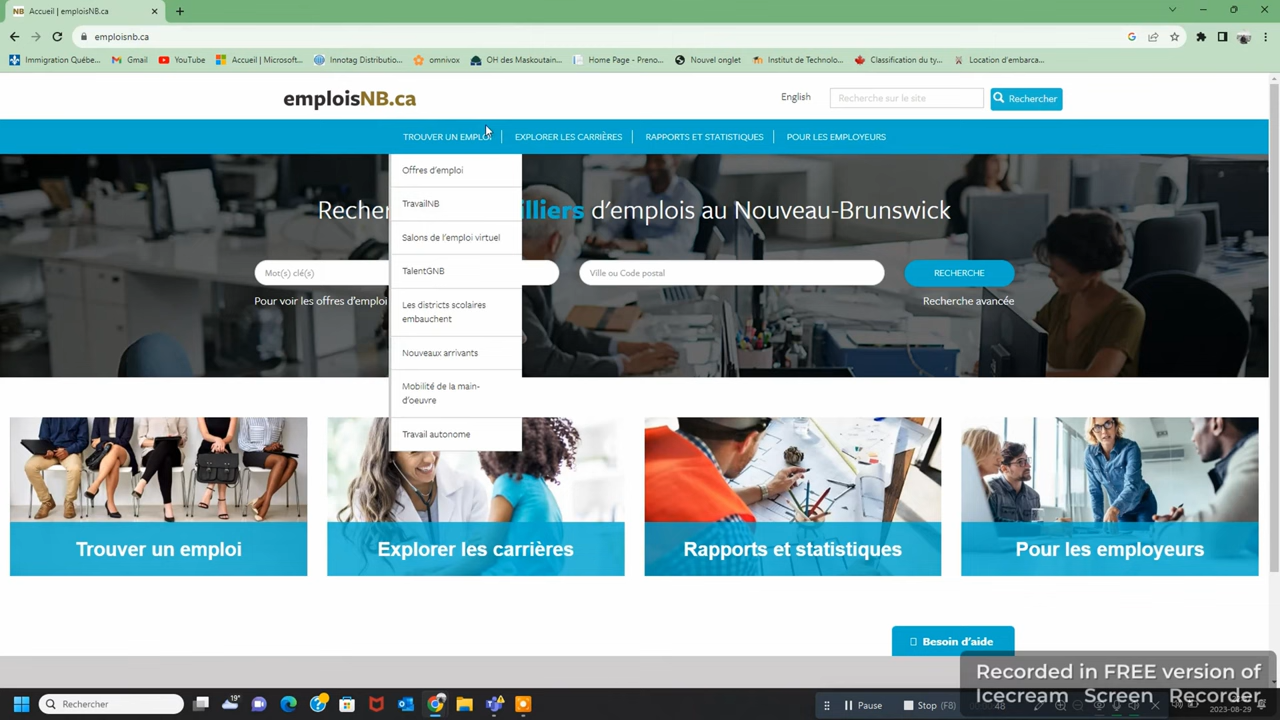 Accueil | emploisNB.ca
emploisnb.ca
Immigration Québe...
Gmail
YouTube
Accueil | Microsoft...
Innotag Distributio...
omnivox
OH des Maskoutain...
Home Page - Preno...
Nouvel onglet
Institut de Technolo...
Classification du ty...
Location d'embarca...
emploisNB.ca
English
Recherche sur le site
Rechercher
TROUVER UN EMPLOI
EXPLORER LES CARRIÈRES
RAPPORTS ET STATISTIQUES
POUR LES EMPLOYEURS
Offres d'emploi
TravailNB
Salons de l'emploi virtuel
TalentGNB
Les districts scolaires
embauchent
Nouveaux arrivants
Mobilité de la main-
d'oeuvre
Travail autonome
Recher
illiers d'emplois au Nouveau-Brunswick
Mot(s) clé(s)
Ville ou Code postal
RECHERCHE
Pour voir les offres d'emploi
Recherche avancée
Trouver un emploi
Explorer les carrières
Rapports et statistiques
Pour les employeurs
Besoin d'aide
Recorded in FREE version of
Icecream Screen Recorder
Rechercher
19°
Pause
Stop (F8)
2023-08-29